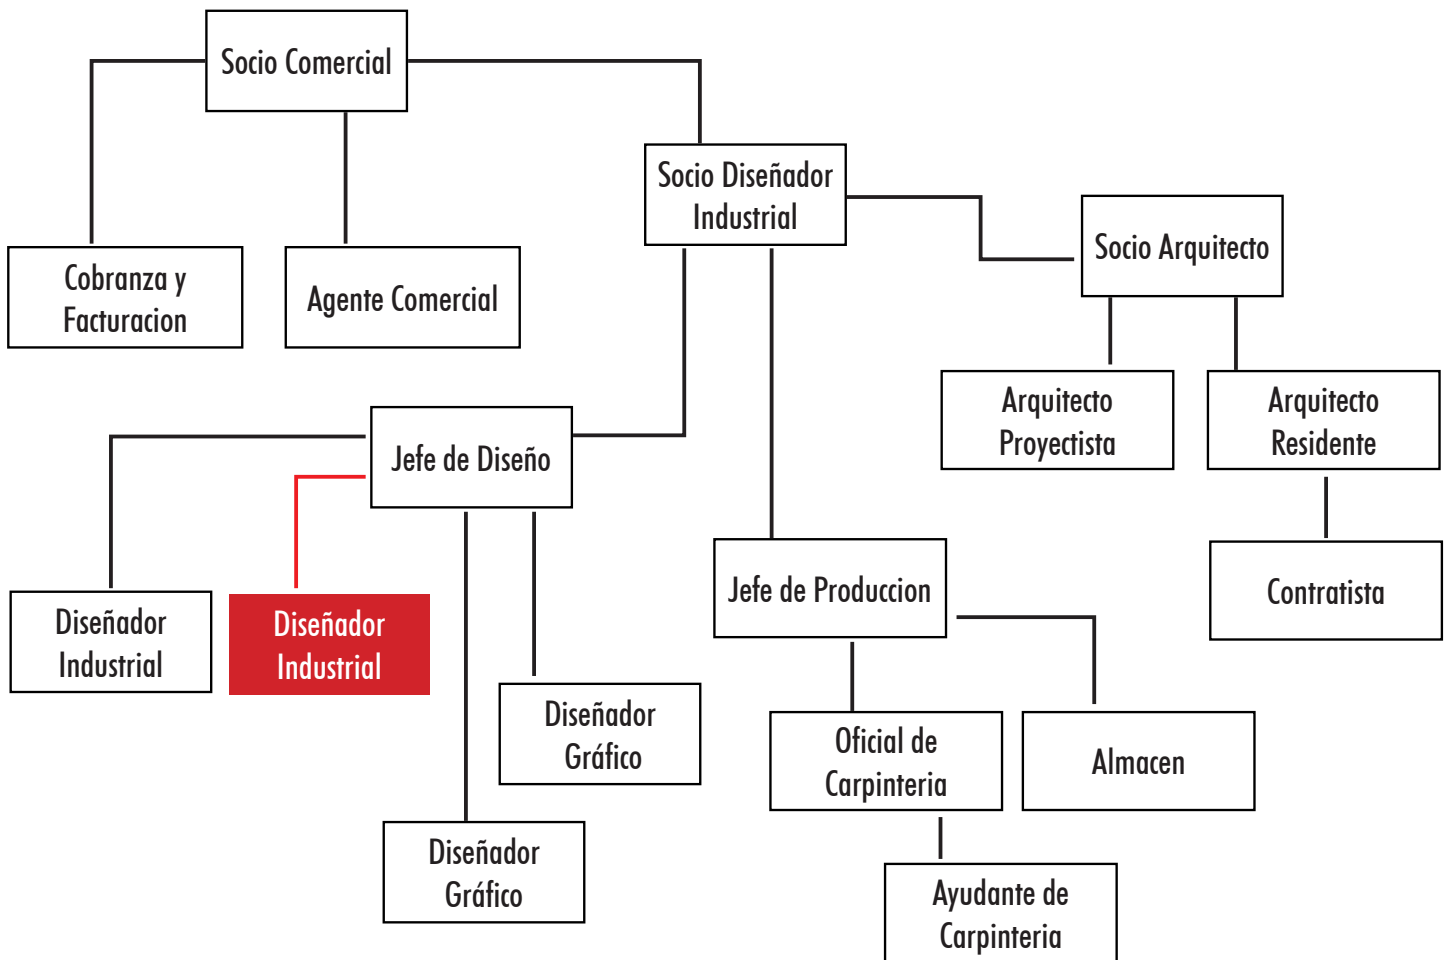 Socio Comercial
Socio Diseñador
Industrial
Socio Arquitecto
Cobranza y
Facturacion
Agente Comercial
Arquitecto
Proyectista
Arquitecto
Residente
Jefe de Diseño
Jefe de Produccion
Contratista
Diseñador
Industrial
Diseñador
Industrial
Diseñador
Gráfico
Oficial de
Carpinteria
Almacen
Diseñador
Gráfico
Ayudante de
Carpinteria